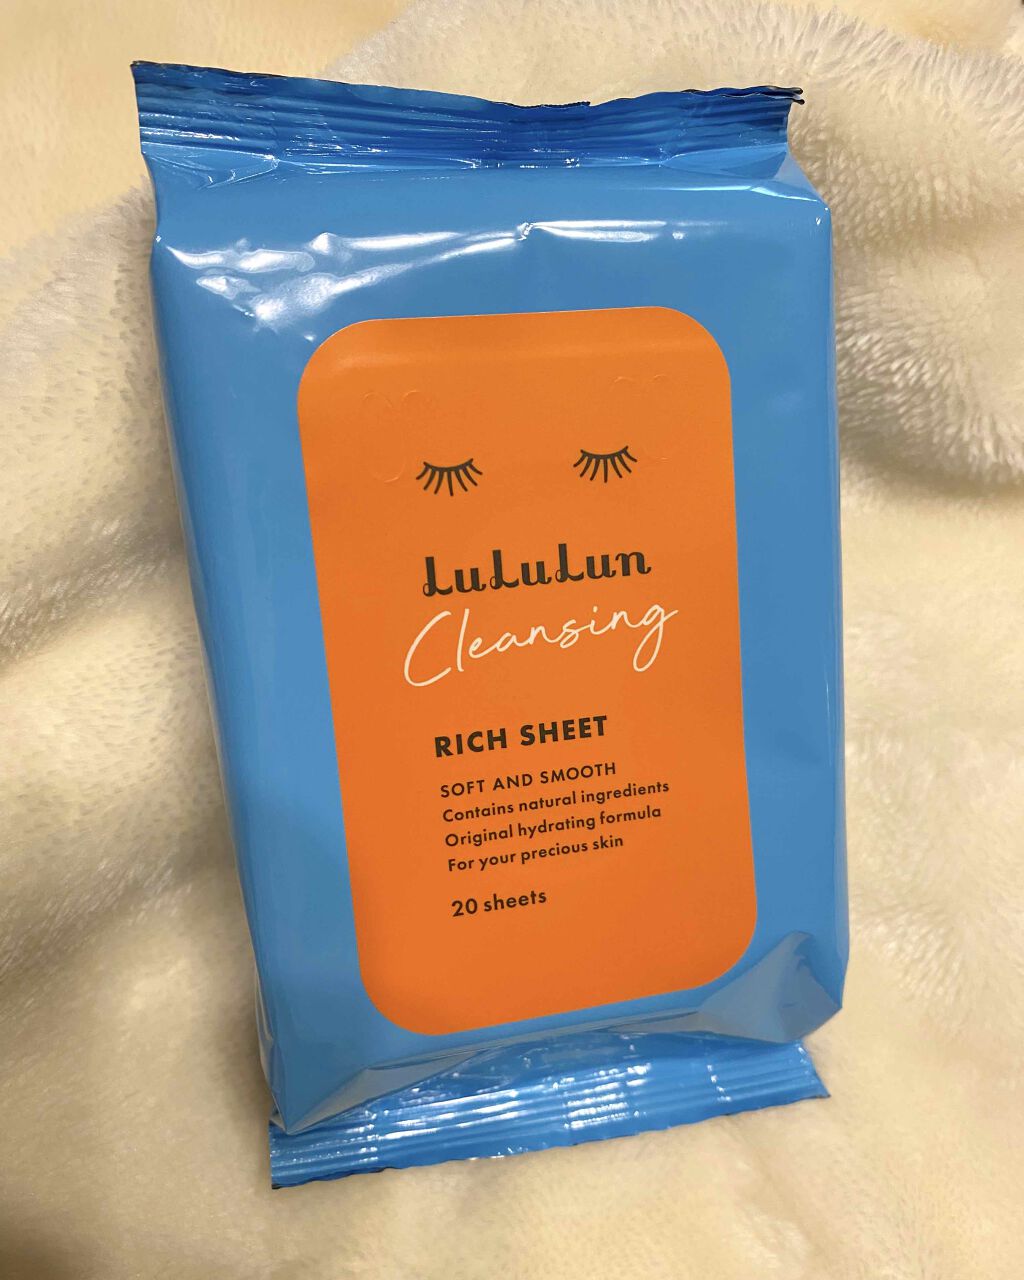 LuLuLun
Cleansing
RICH SHEET
SOFT AND SMOOTH
Contains natural ingredients
Original hydrating formula
For your precious skin
20 sheets